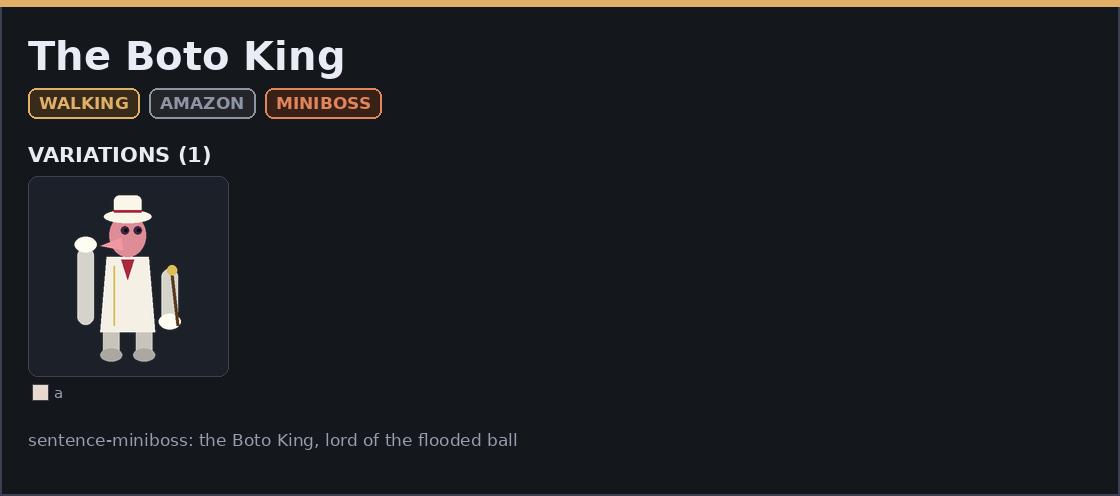 The Boto King
WALKING AMAZON MINIBOSS
VARIATIONS (1)
a
sentence-miniboss: the Boto King, lord of the flooded ball